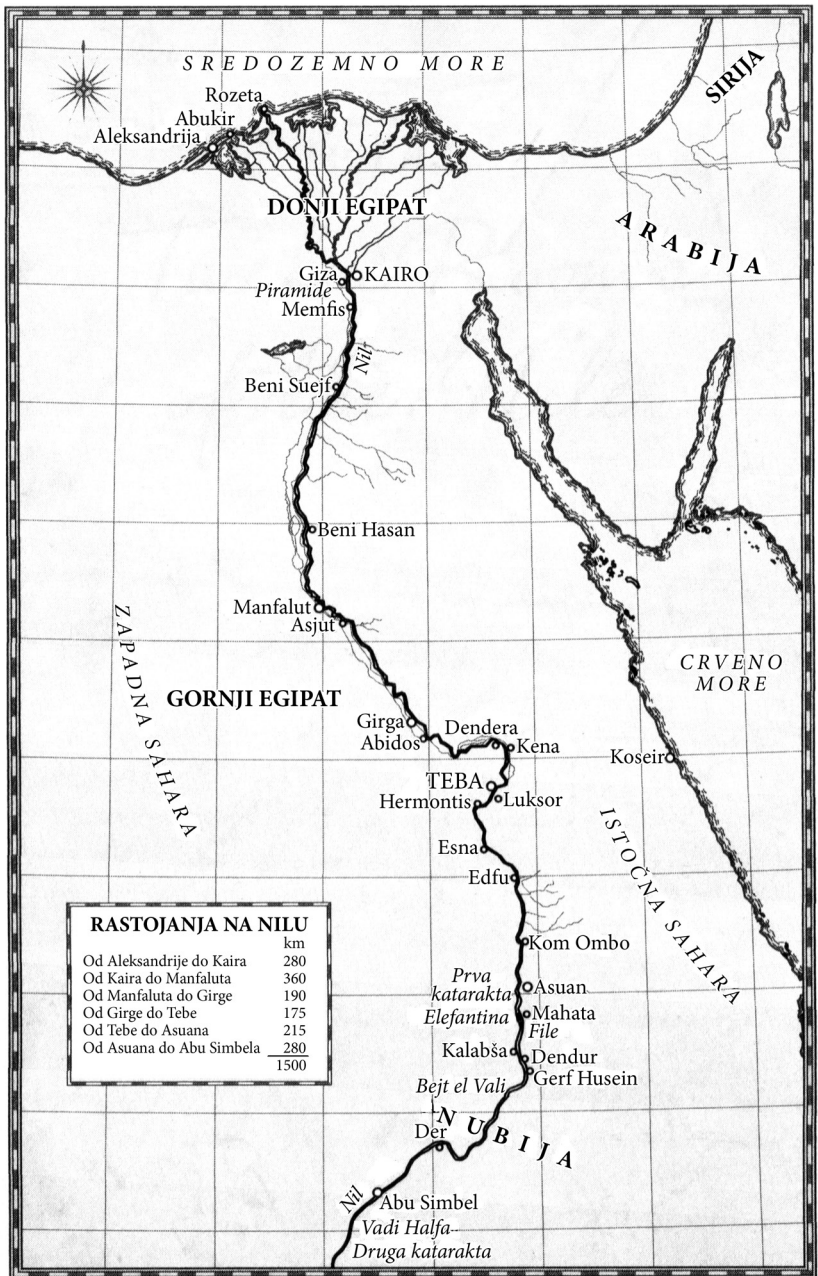 SREDOZEMNO MORE
SIRIJA
Rozeta
Abukir
Aleksandrija
DONJI EGIPAT
ARABIJA
Giza
KAIRO
Piramide
Memfis
Nil
Beni Suejf
Beni Hasan
Manfalut
Asjut
ZAPADNA SAHARA
CRVENO
MORE
GORNJI EGIPAT
Girga
Abidos
Dendera
Kena
Koseir
TEBA
Hermontis
Luksor
ISTOČNA SAHARA
Esna
Edfu
RASTOJANJA NA NILU
km
Od Aleksandrije do Kaira 280
Od Kaira do Manfaluta 360
Od Manfaluta do Girge 190
Od Girge do Tebe 175
Od Tebe do Asuana 215
Od Asuana do Abu Simbela 280
1500
Kom Ombo
Prva
katarakta
Asuan
Elefantina
Mahata
File
Kalabša
Dendur
Gerf Husein
Bejt el Vali
NUBIJA
Der
Nil
Abu Simbel
Vadi Halfa
Druga katarakta